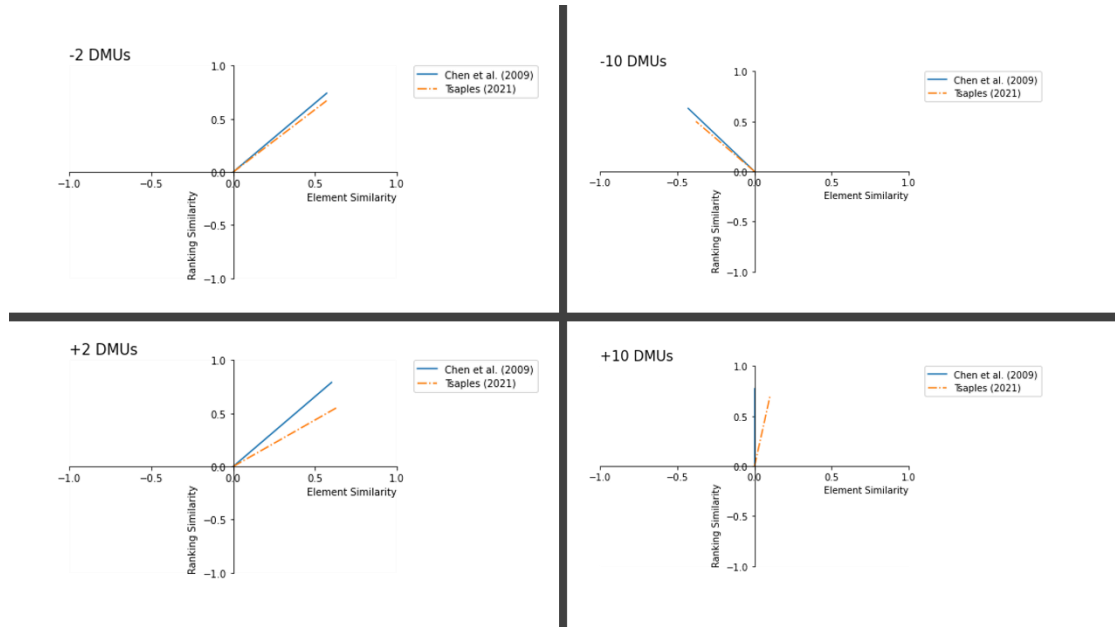 -2 DMUs
1.0
0.5
0.0
−0.5
−1.0
−1.0
−0.5
0.0
0.5
1.0
Element Similarity
Ranking Similarity
Chen et al. (2009)
Tsaples (2021)
-10 DMUs
1.0
0.5
0.0
−0.5
−1.0
−1.0
−0.5
0.0
0.5
1.0
Element Similarity
Ranking Similarity
Chen et al. (2009)
Tsaples (2021)
+2 DMUs
1.0
0.5
0.0
−0.5
−1.0
−1.0
−0.5
0.0
0.5
1.0
Element Similarity
Ranking Similarity
Chen et al. (2009)
Tsaples (2021)
+10 DMUs
1.0
0.5
0.0
−0.5
−1.0
−1.0
−0.5
0.0
0.5
1.0
Element Similarity
Ranking Similarity
Chen et al. (2009)
Tsaples (2021)